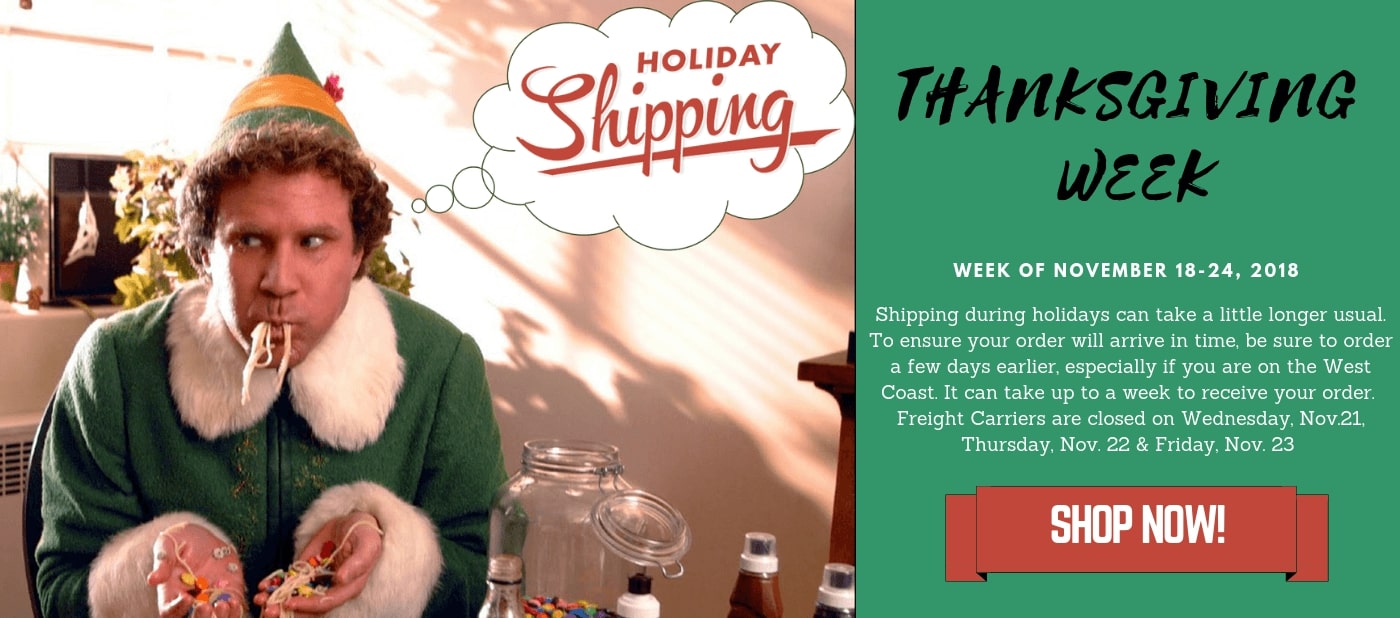 HOLIDAY
Shipping
THANKSGIVING
WEEK
WEEK OF NOVEMBER 18-24, 2018
Shipping during holidays can take a little longer usual.
To ensure your order will arrive in time, be sure to order
a few days earlier, especially if you are on the West
Coast. It can take up to a week to receive your order.
Freight Carriers are closed on Wednesday, Nov.21,
Thursday, Nov. 22 & Friday, Nov. 23
SHOP NOW!